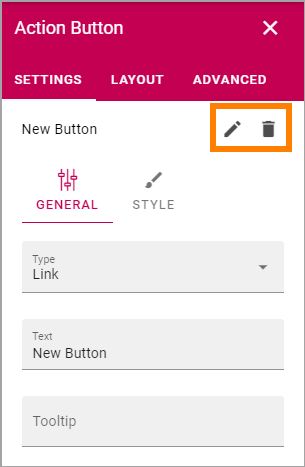 Action Button
SETTINGS LAYOUT ADVANCED
New Button
GENERAL STYLE
Type
Link
Text
New Button
Tooltip